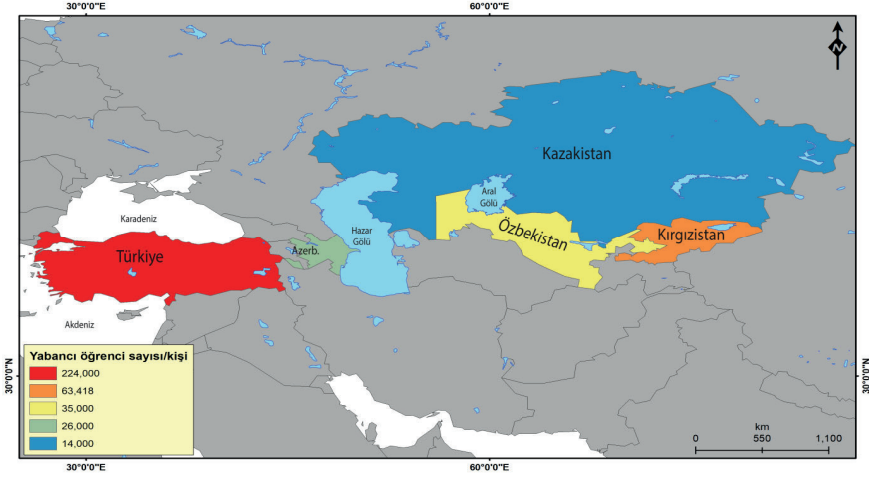 30°0'0"E
60°0'0"E
N
Kazakistan
Aral
Gölü
Karadeniz
Hazar
Gölü
Özbekistan
Kırgızistan
Azerb.
Türkiye
Akdeniz
30°0'0"N
30°0'0"N
Yabancı öğrenci sayısı/kişi
224,000
63,418
35,000
26,000
14,000
km
0 550 1,100
30°0'0"E
60°0'0"E